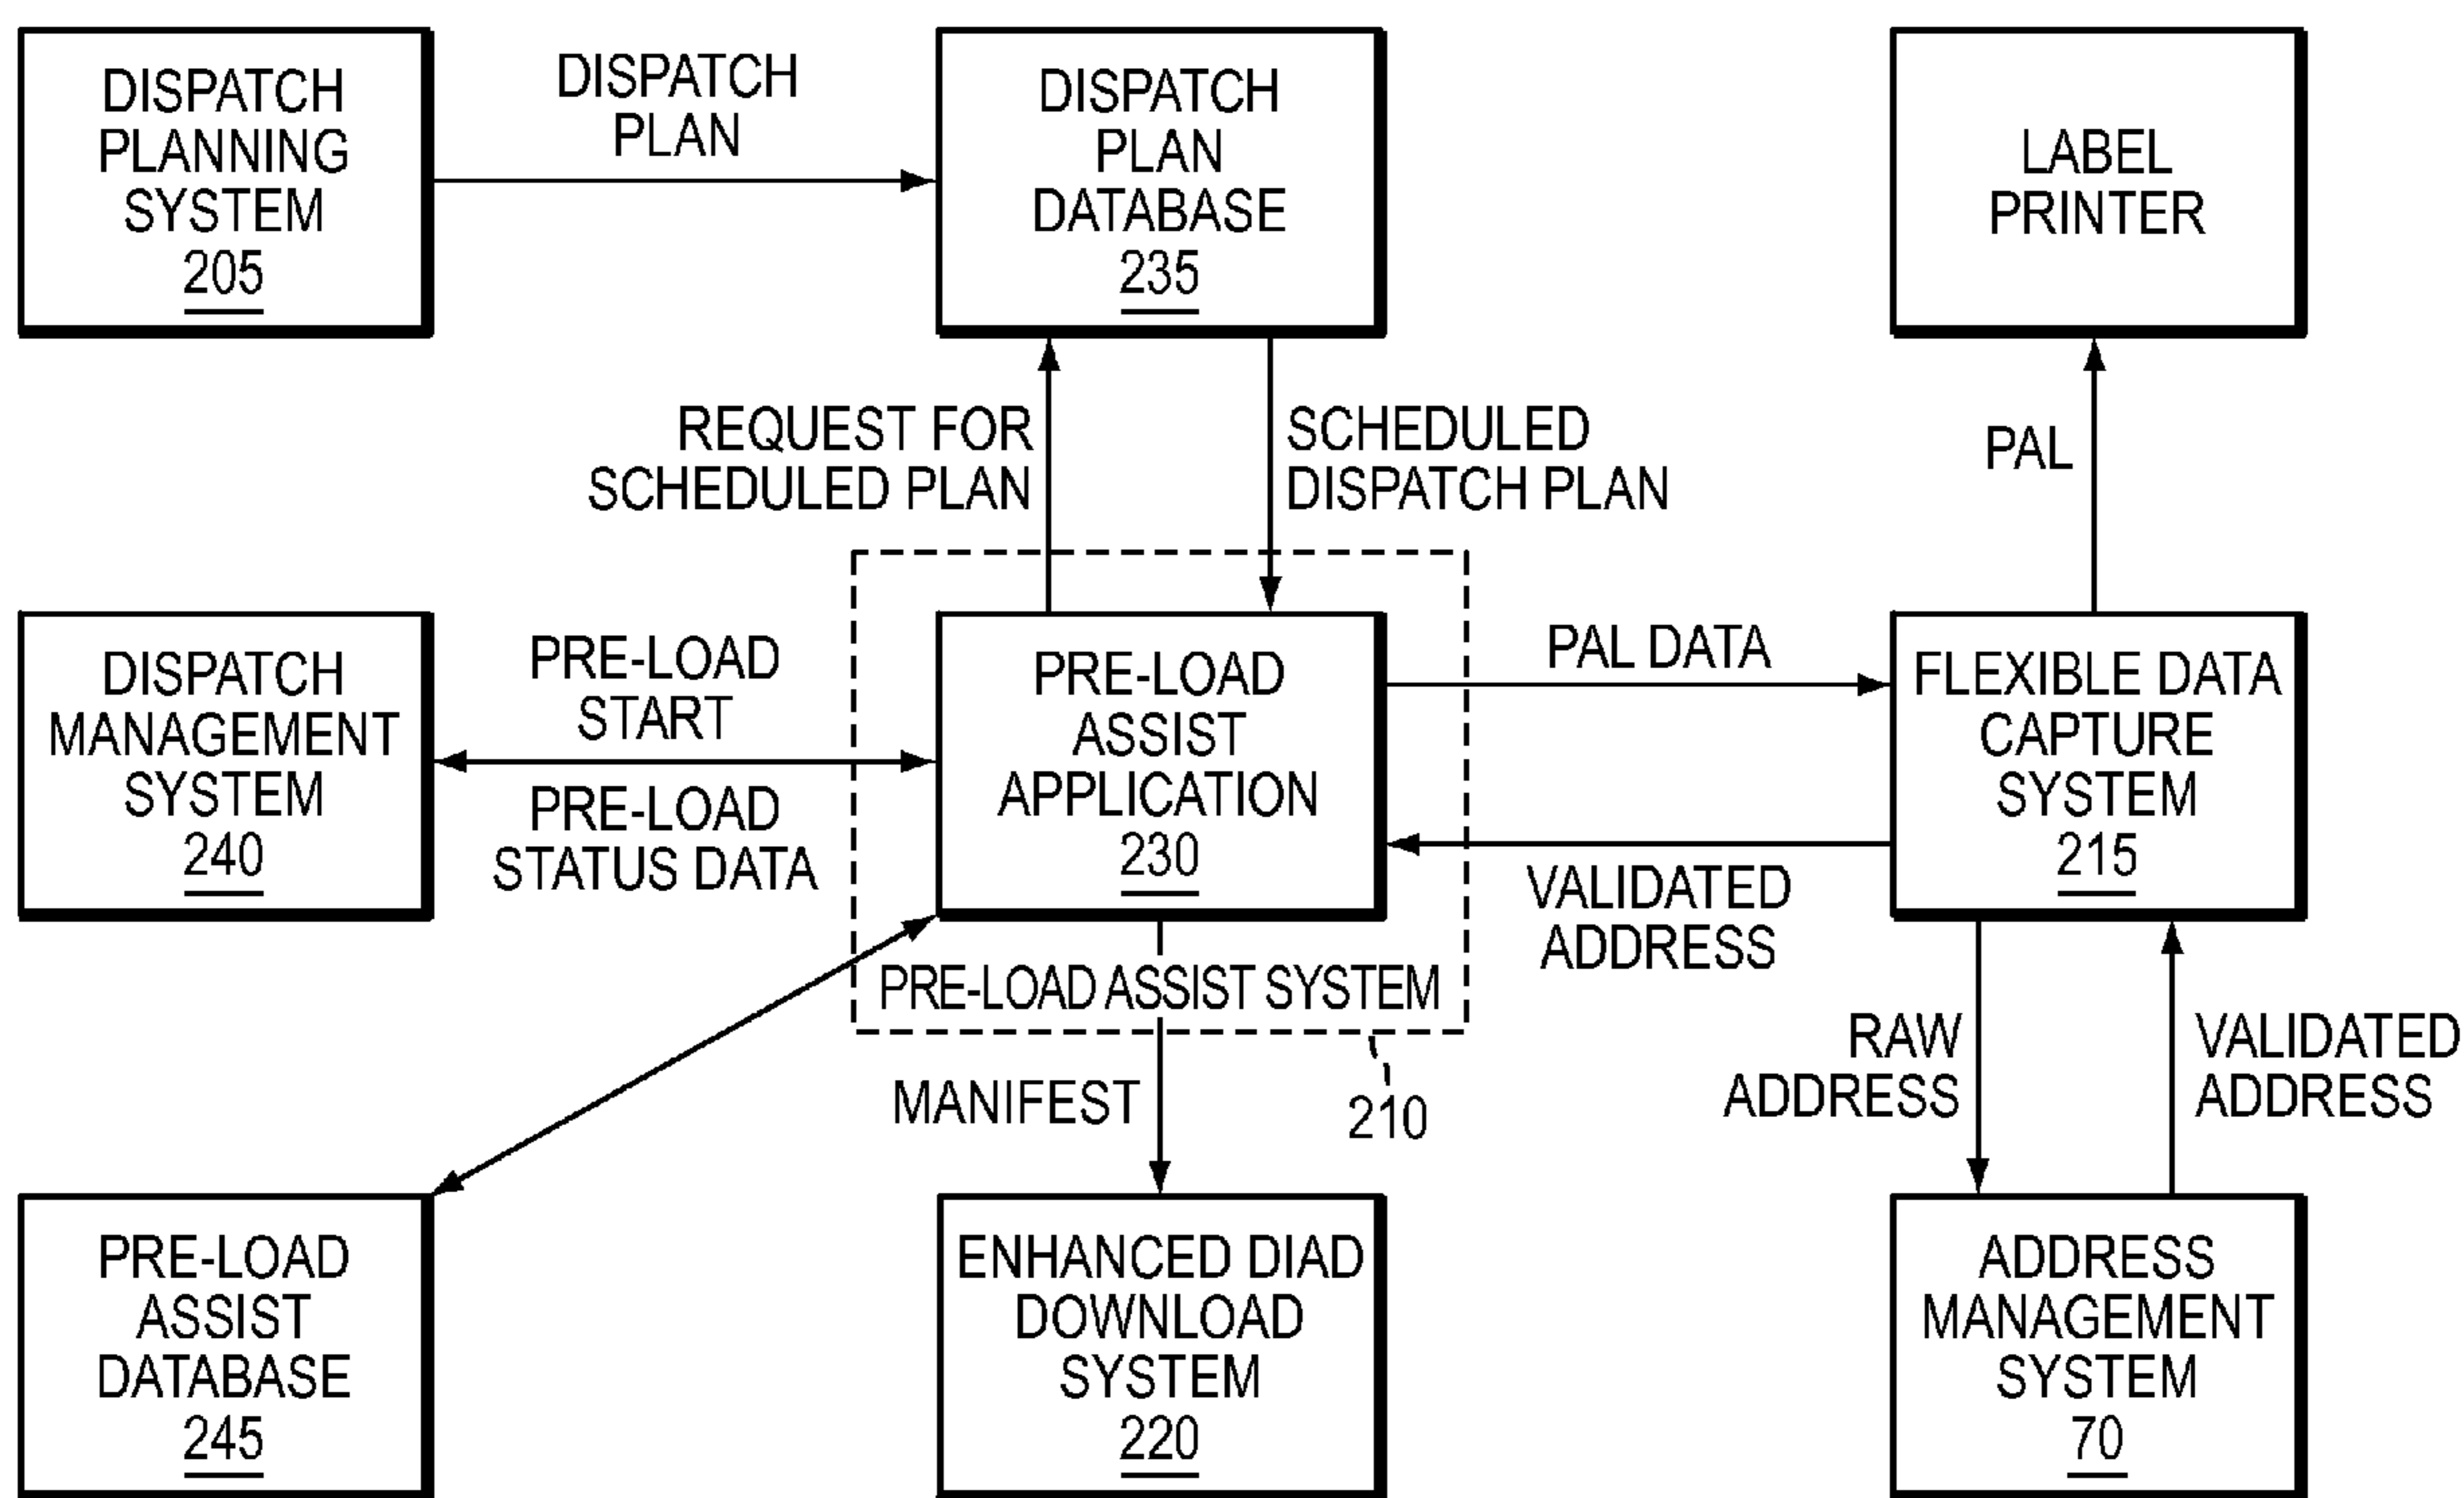 DISPATCH
PLANNING
SYSTEM
205
DISPATCH
PLAN
DISPATCH
PLAN
DATABASE
235
LABEL
PRINTER
REQUEST FOR
SCHEDULED PLAN
SCHEDULED
DISPATCH PLAN
PAL
DISPATCH
MANAGEMENT
SYSTEM
240
PRE-LOAD
START
PRE-LOAD
STATUS DATA
PRE-LOAD
ASSIST
APPLICATION
230
PAL DATA
VALIDATED
ADDRESS
FLEXIBLE DATA
CAPTURE
SYSTEM
215
PRE-LOAD ASSIST SYSTEM
210
MANIFEST
RAW
ADDRESS
VALIDATED
ADDRESS
PRE-LOAD
ASSIST
DATABASE
245
ENHANCED DIAD
DOWNLOAD
SYSTEM
220
ADDRESS
MANAGEMENT
SYSTEM
70